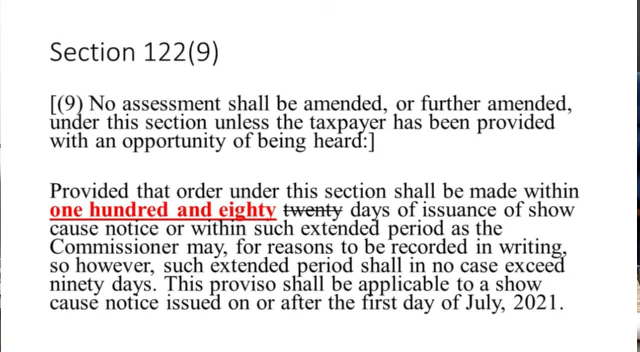 Section 122(9)
[(9) No assessment shall be amended, or further amended,
under this section unless the taxpayer has been provided
with an opportunity of being heard:]
Provided that order under this section shall be made within
one hundred and eighty twenty days of issuance of show
cause notice or within such extended period as the
Commissioner may, for reasons to be recorded in writing,
so however, such extended period shall in no case exceed
ninety days. This proviso shall be applicable to a show
cause notice issued on or after the first day of July, 2021.